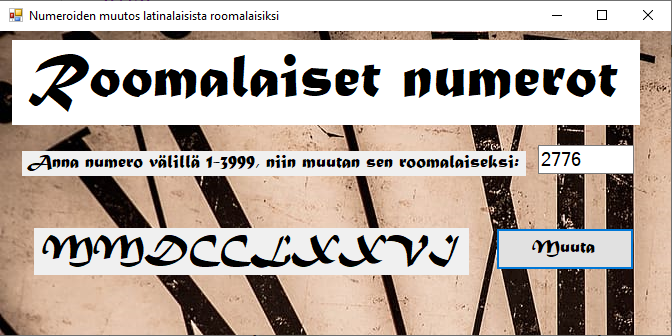 Numeroiden muutos latinalaisista roomalaisiksi
Roomalaiset numerot
Anna numero välillä 1-3999, niin muutan sen roomalaiseksi:
2776
MMDCCLXXVI
Muuta